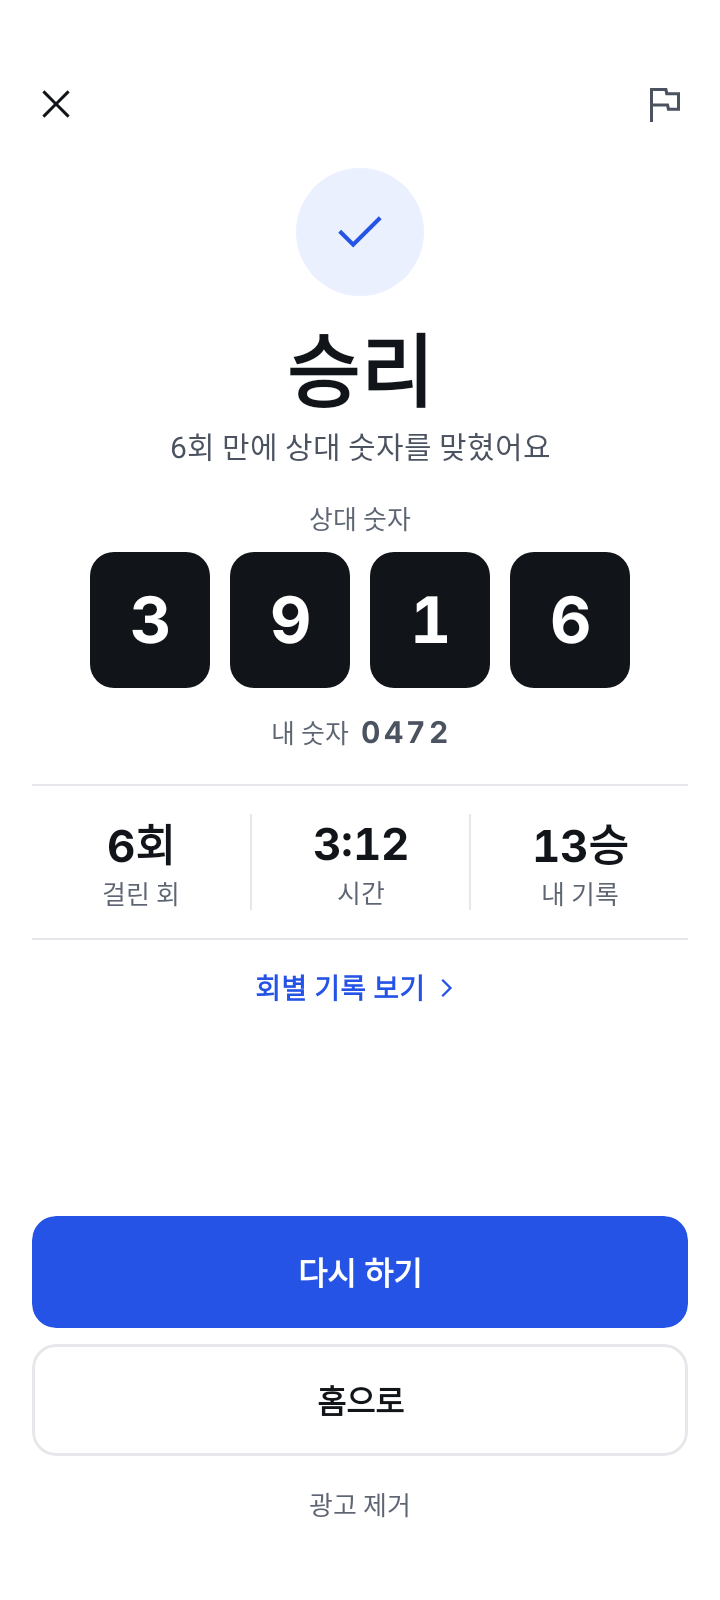 승리
6회 만에 상대 숫자를 맞혔어요
상대 숫자
3 9 1 6
내 숫자 0472
6회 3:12 13승
걸린 회 시간 내 기록
회별 기록 보기
다시 하기
홈으로
광고 제거